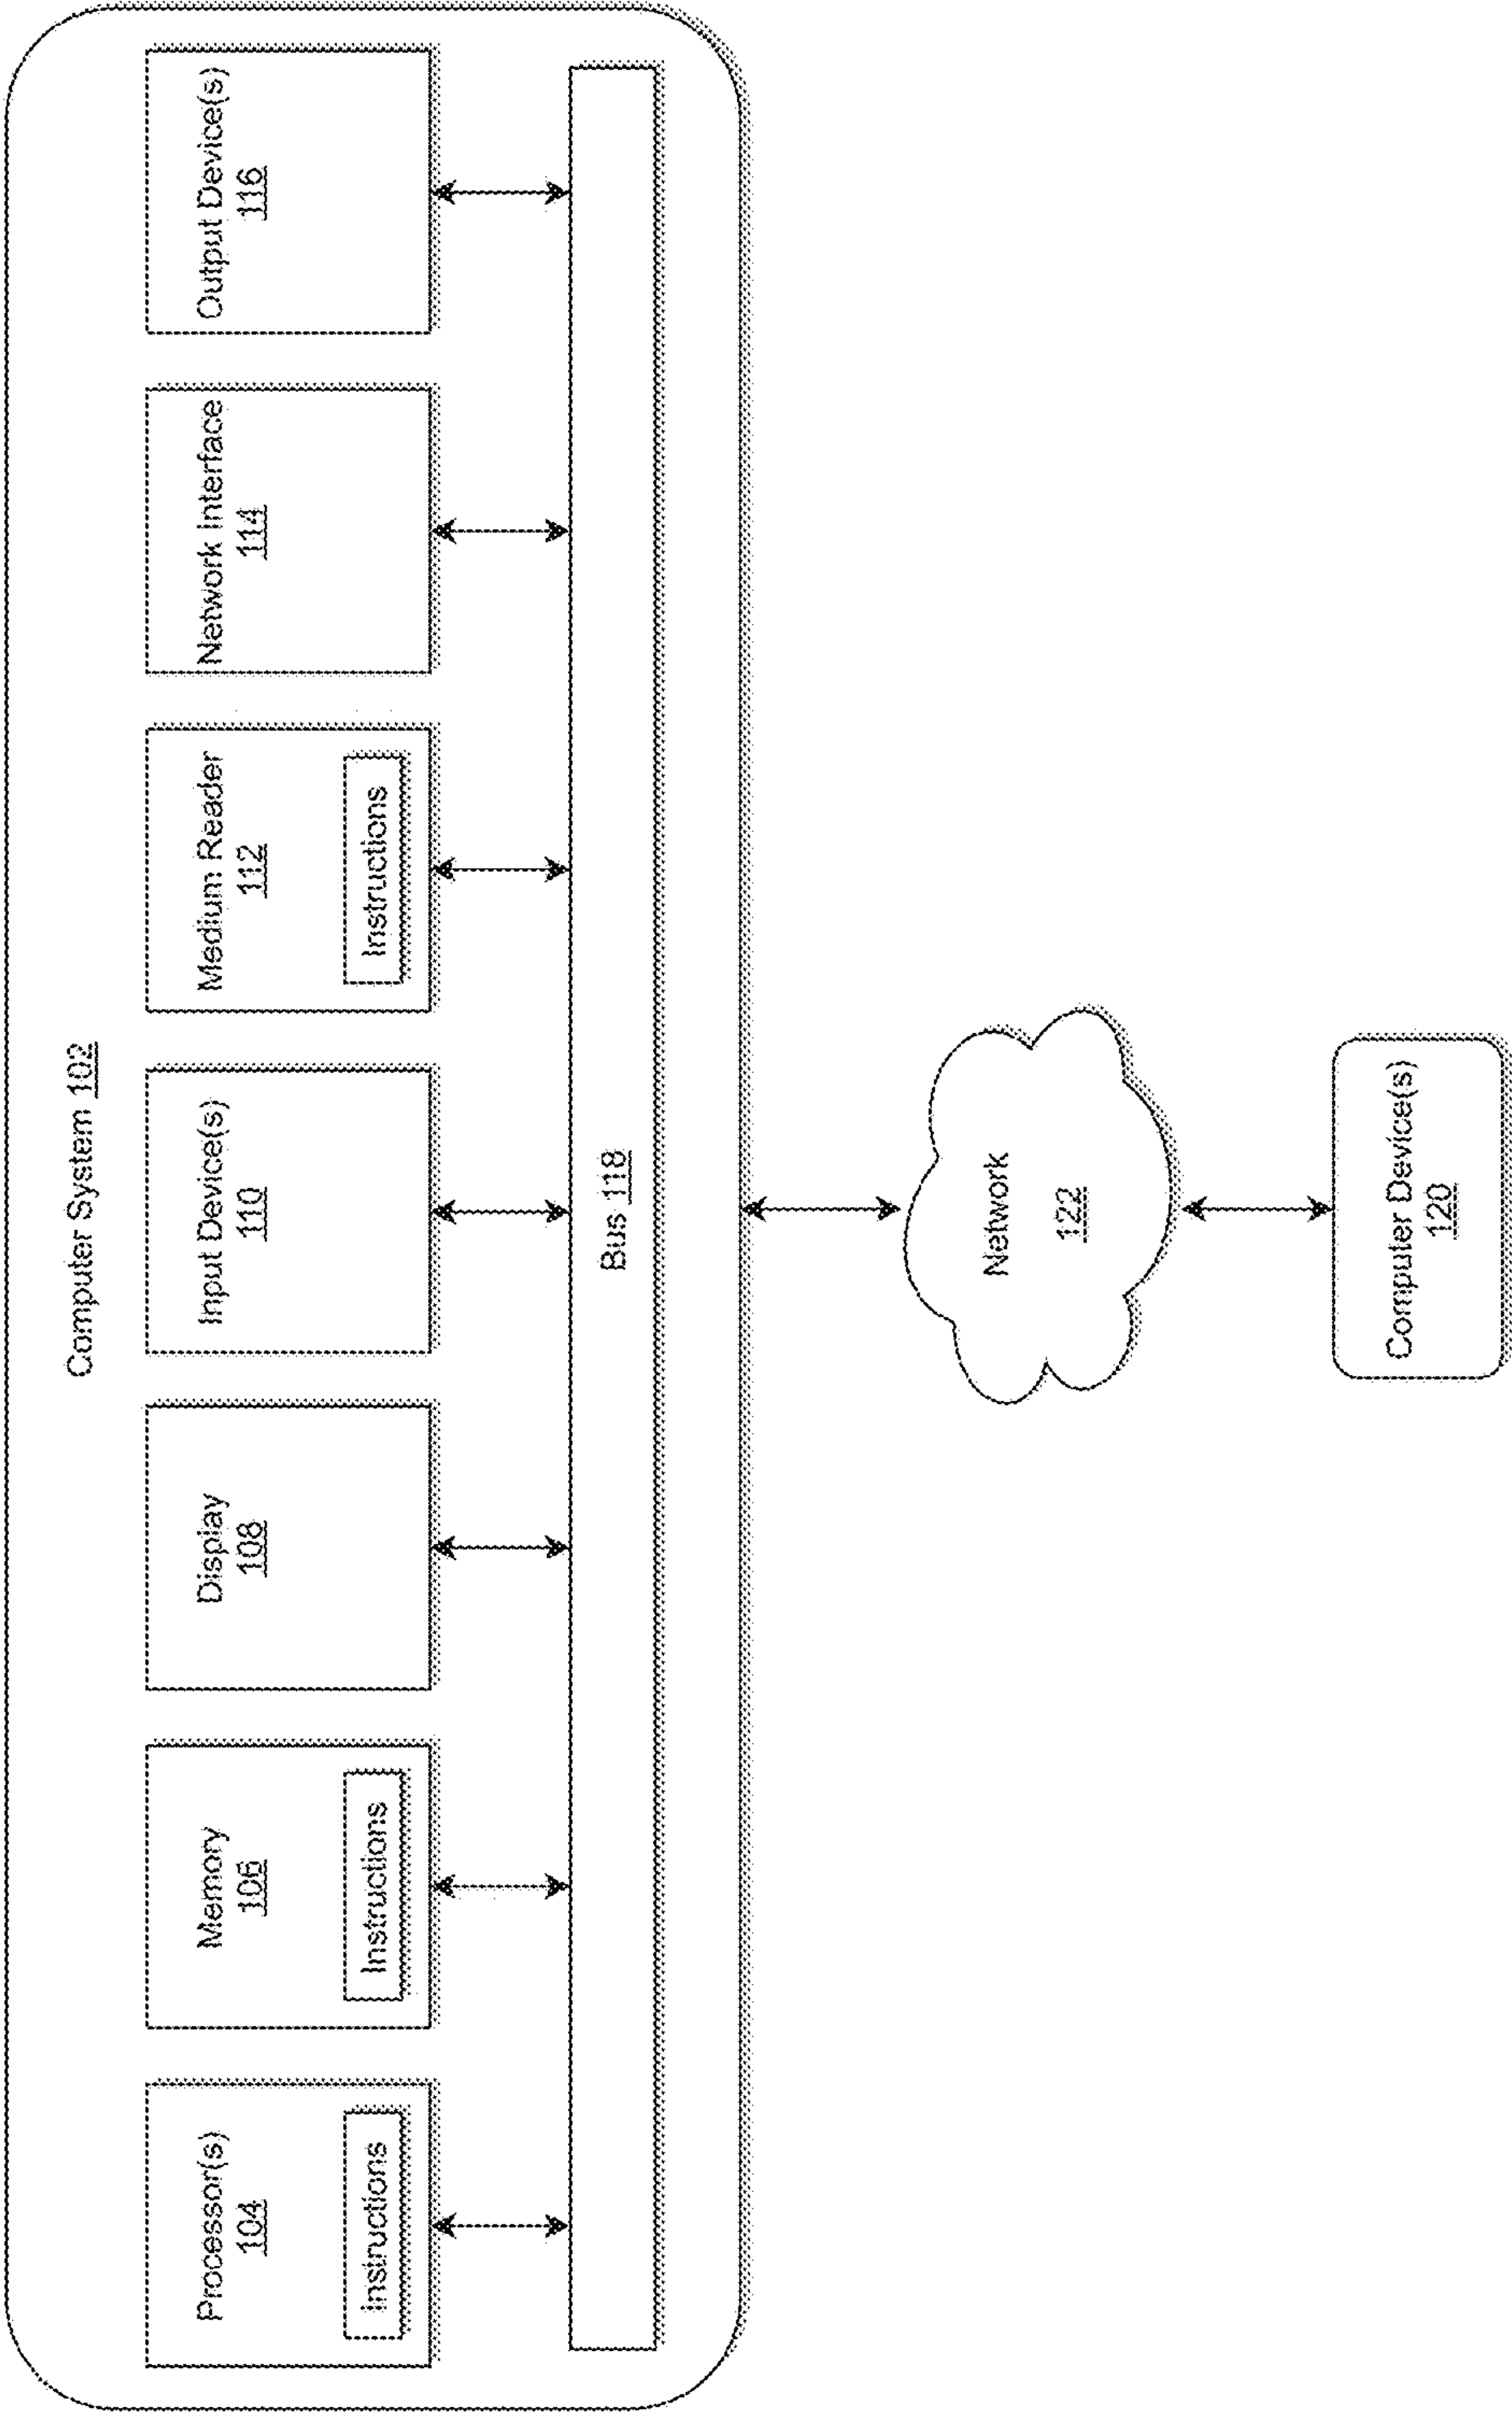 Computer System 102
Processor(s)
104
Instructions
Memory
106
Instructions
Display
108
Input Device(s)
110
Medium Reader
112
Instructions
Network Interface
114
Output Device(s)
116
Bus 118
Network
122
Computer Device(s)
120